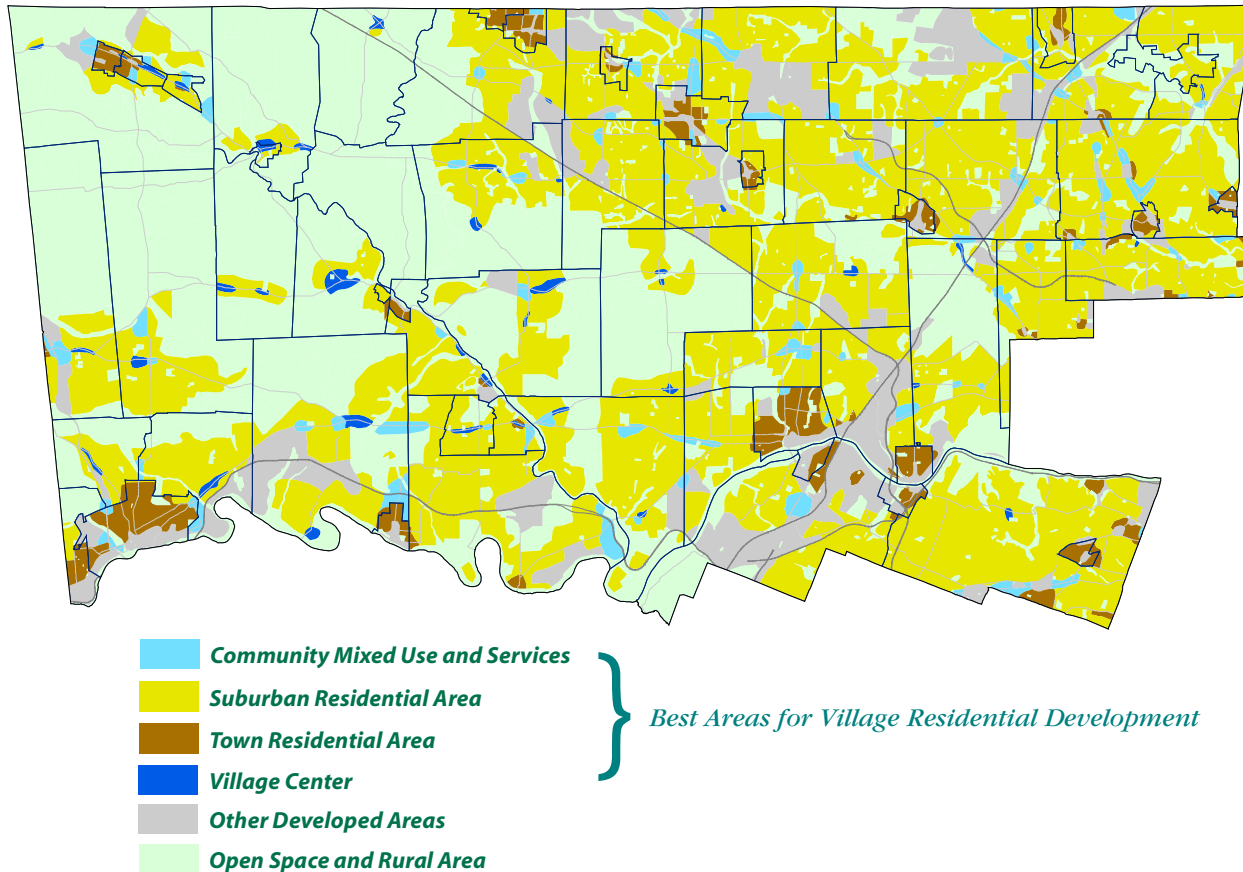 Community Mixed Use and Services
Suburban Residential Area
Town Residential Area
Village Center
Other Developed Areas
Open Space and Rural Area
Best Areas for Village Residential Development